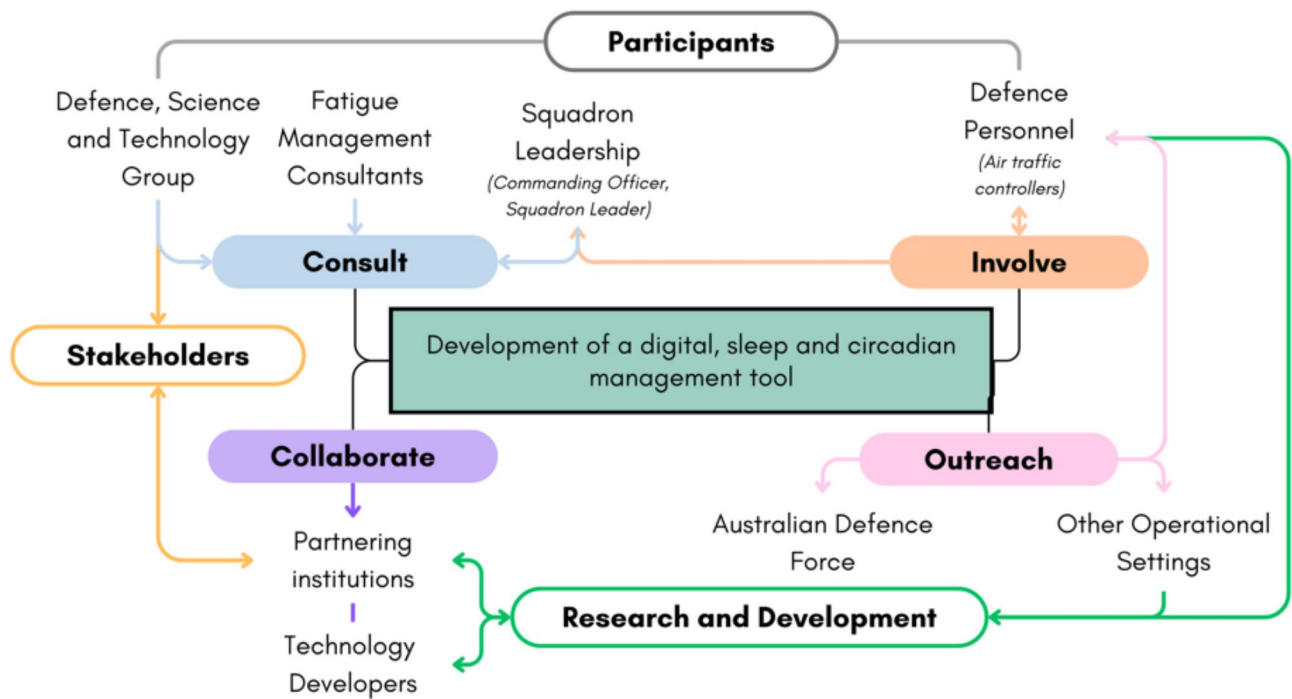 Participants
Defence, Science
and Technology
Group
Fatigue
Management
Consultants
Squadron
Leadership
(Commanding Officer,
Squadron Leader)
Defence
Personnel
(Air traffic
controllers)
Consult
Involve
Stakeholders
Development of a digital, sleep and circadian
management tool
Collaborate
Outreach
Partnering
institutions
Technology
Developers
Australian Defence
Force
Other Operational
Settings
Research and Development